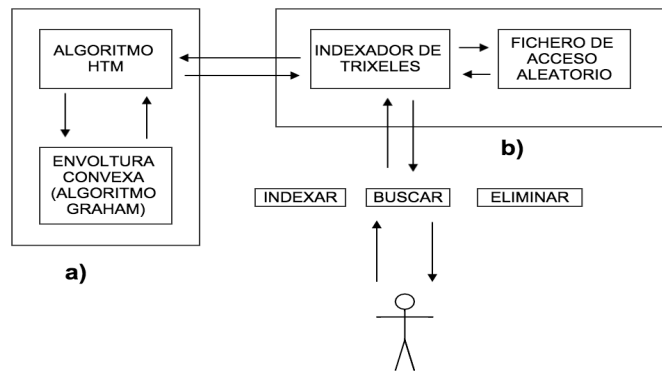 ALGORITMO
HTM
ENVOLTURA
CONVEXA
(ALGORITMO
GRAHAM)
a)
INDEXADOR DE
TRIXELES
FICHERO DE
ACCESO
ALEATORIO
b)
INDEXAR
BUSCAR
ELIMINAR